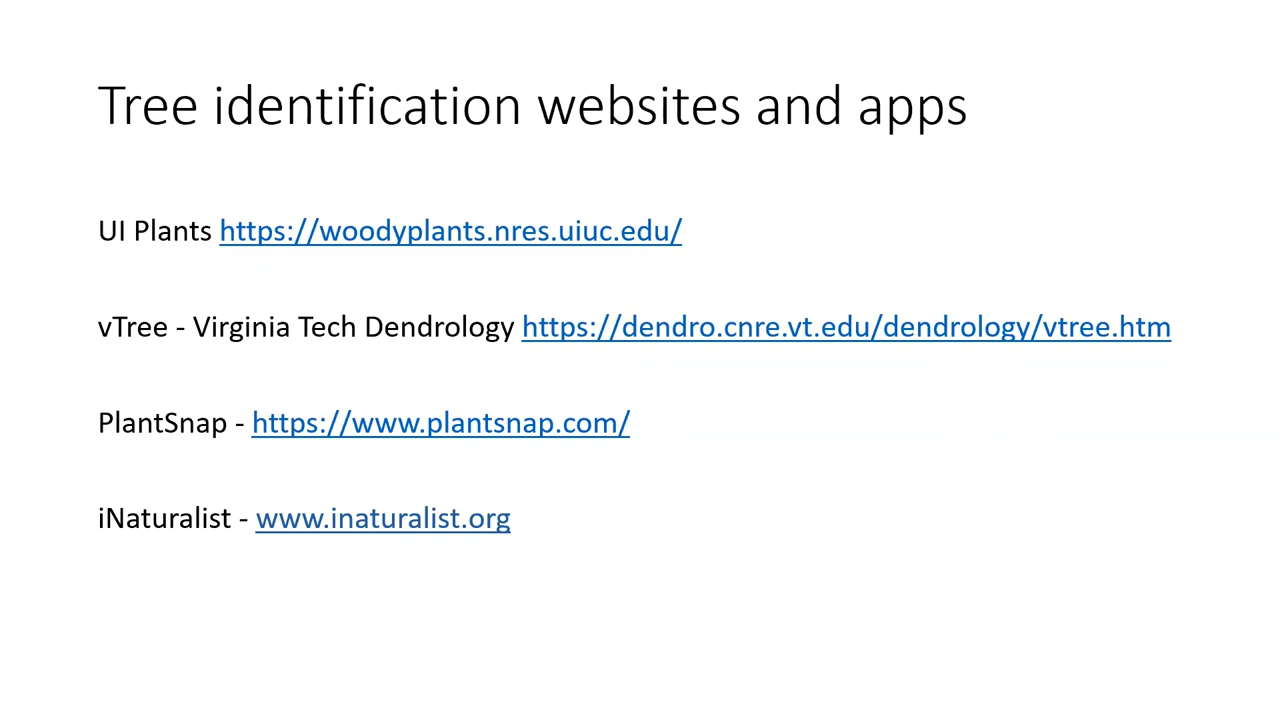 Tree identification websites and apps
UI Plants https://woodyplants.nres.uiuc.edu/
vTree - Virginia Tech Dendrology https://dendro.cnre.vt.edu/dendrology/vtree.htm
PlantSnap - https://www.plantsnap.com/
iNaturalist - www.inaturalist.org